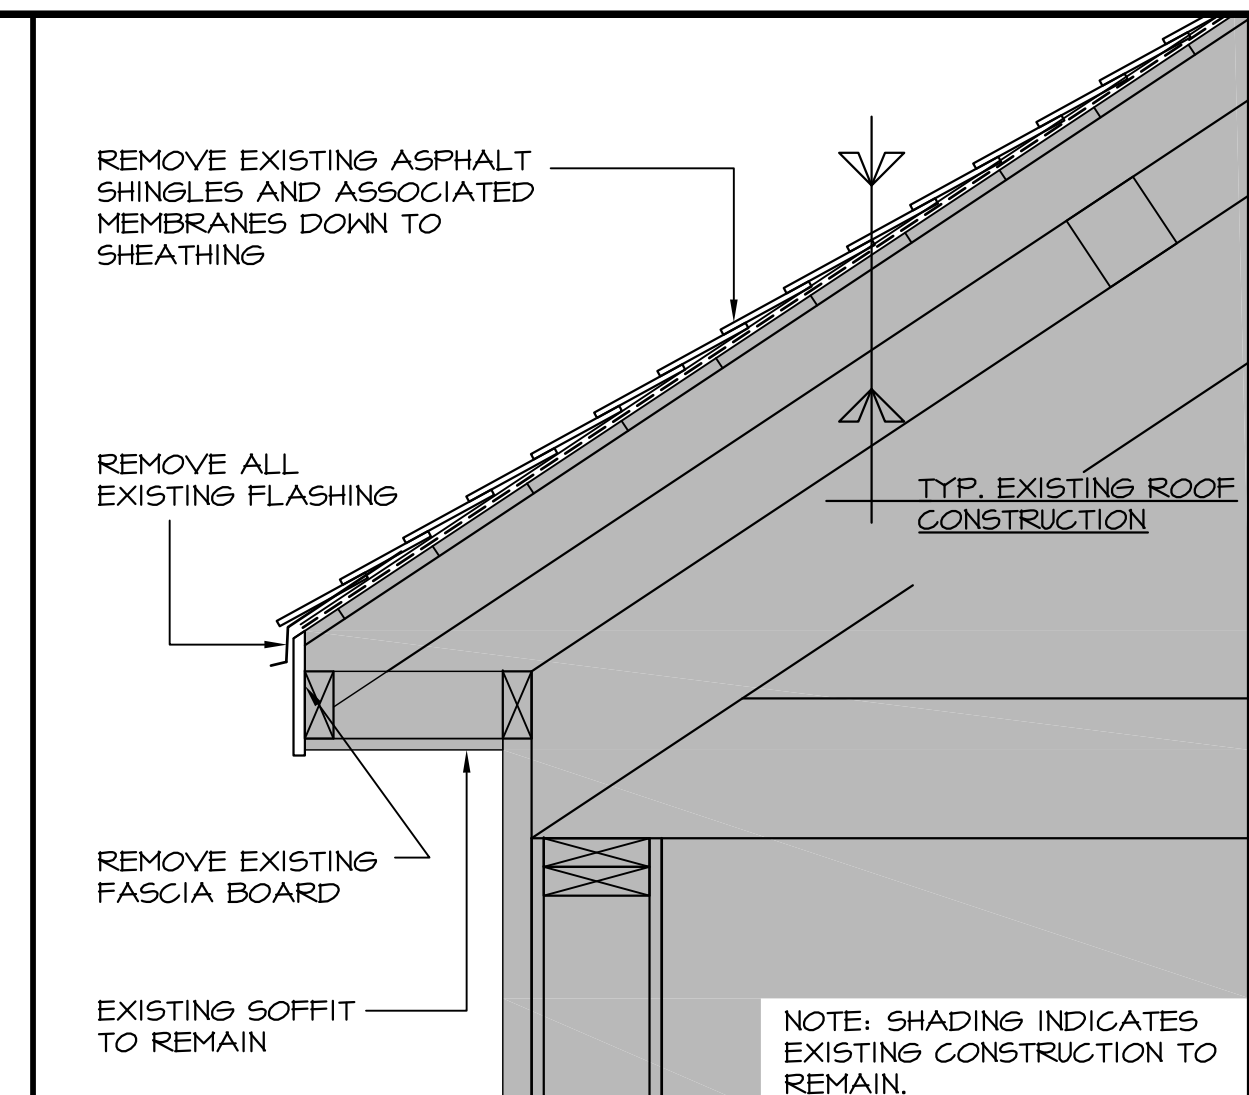 REMOVE EXISTING ASPHALT
SHINGLES AND ASSOCIATED
MEMBRANES DOWN TO
SHEATHING
REMOVE ALL
EXISTING FLASHING
TYP. EXISTING ROOF
CONSTRUCTION
REMOVE EXISTING
FASCIA BOARD
EXISTING SOFFIT
TO REMAIN
NOTE: SHADING INDICATES
EXISTING CONSTRUCTION TO
REMAIN.